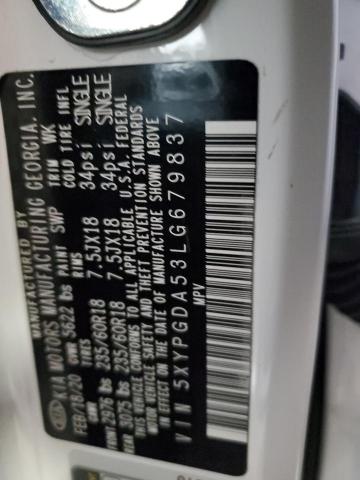 MANUFACTURED BY
KIA KIA MOTORS MANUFACTURING GEORGIA, INC.
FEB/18/20 GVWR 5622 lbs PAINT SWP TRIM WK
GAWR TIRES RIMS COLD TIRE INFL
FRONT 2976 lbs 235/60R18 7.5JX18 34psi SINGLE
REAR 3075 lbs 235/60R18 7.5JX18 34psi SINGLE
THIS VEHICLE CONFORMS TO ALL APPLICABLE U.S.A. FEDERAL
MOTOR VEHICLE SAFETY AND THEFT PREVENTION STANDARDS
IN EFFECT ON THE DATE OF MANUFACTURE SHOWN ABOVE
VIN 5XYPGDA53LG679837
MPV